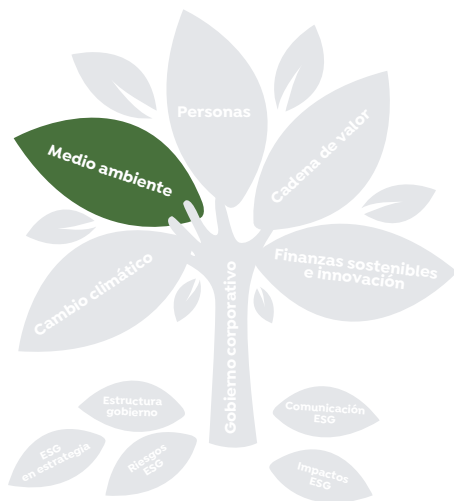 Personas
Medio ambiente
Cadena de valor
Cambio climático
Finanzas sostenibles
e innovación
Gobierno corporativo
Estructura
gobierno
Comunicación
ESG
ESG
en estrategia
Riesgos
ESG
Impactos
ESG